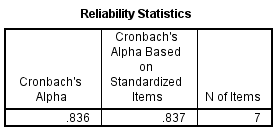 Reliability Statistics
Cronbach's
Alpha
Cronbach's
Alpha Based
on
Standardized
Items
N of Items
.836 .837 7